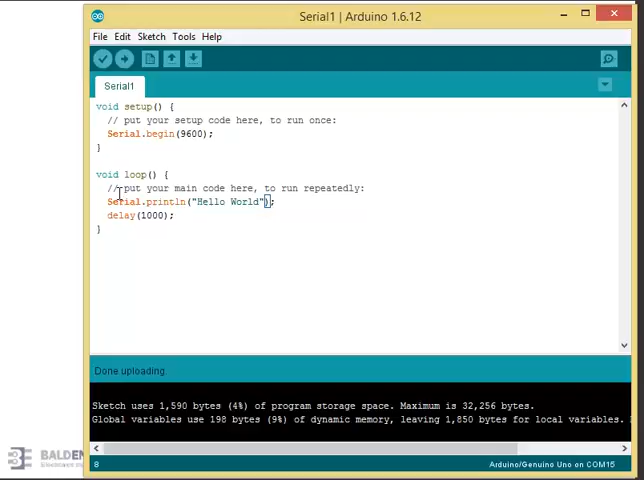 Serial1 | Arduino 1.6.12
File Edit Sketch Tools Help
Serial1
void setup() {
// put your setup code here, to run once:
Serial.begin(9600);
}
void loop() {
// put your main code here, to run repeatedly:
Serial.println("Hello World");
delay(1000);
}
Done uploading.
Sketch uses 1,590 bytes (4%) of program storage space. Maximum is 32,256 bytes.
Global variables use 198 bytes (9%) of dynamic memory, leaving 1,850 bytes for local variables.
8 Arduino/Genuino Uno on COM15